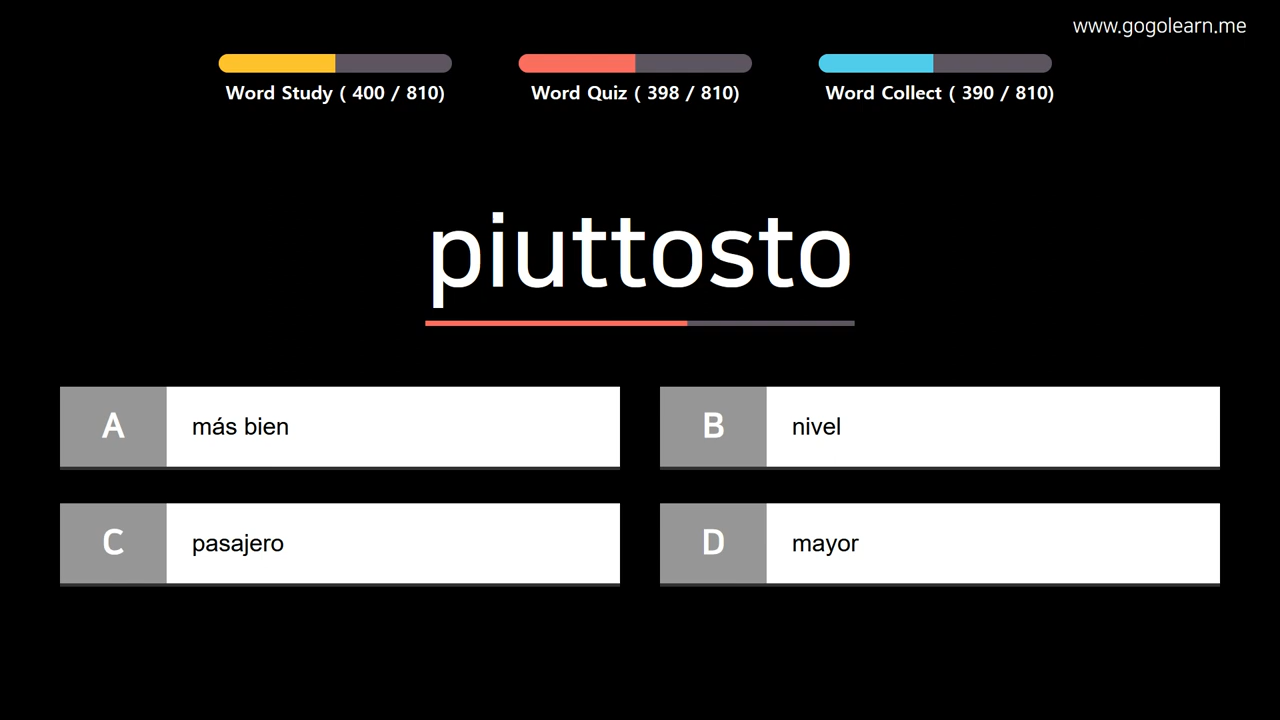 www.gogolearn.me
Word Study ( 400 / 810)
Word Quiz ( 398 / 810)
Word Collect ( 390 / 810)
piuttosto
A
más bien
B
nivel
C
pasajero
D
mayor